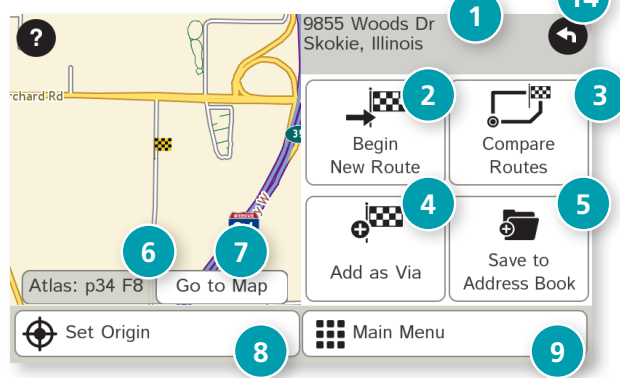 14
9855 Woods Dr
Skokie, Illinois
1
?
2
3
chard Rd
Begin
New Route
Compare
Routes
4
5
6
7
Add as Via
Save to
Address Book
Atlas: p34 F8
Go to Map
Set Origin
Main Menu
8
9